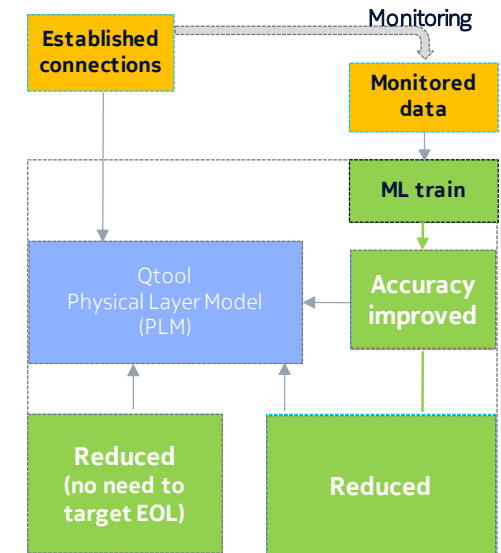 Monitoring
Established
connections
Monitored
data
ML train
Qtool
Physical Layer Model
(PLM)
Accuracy
improved
Reduced
(no need to
target EOL)
Reduced